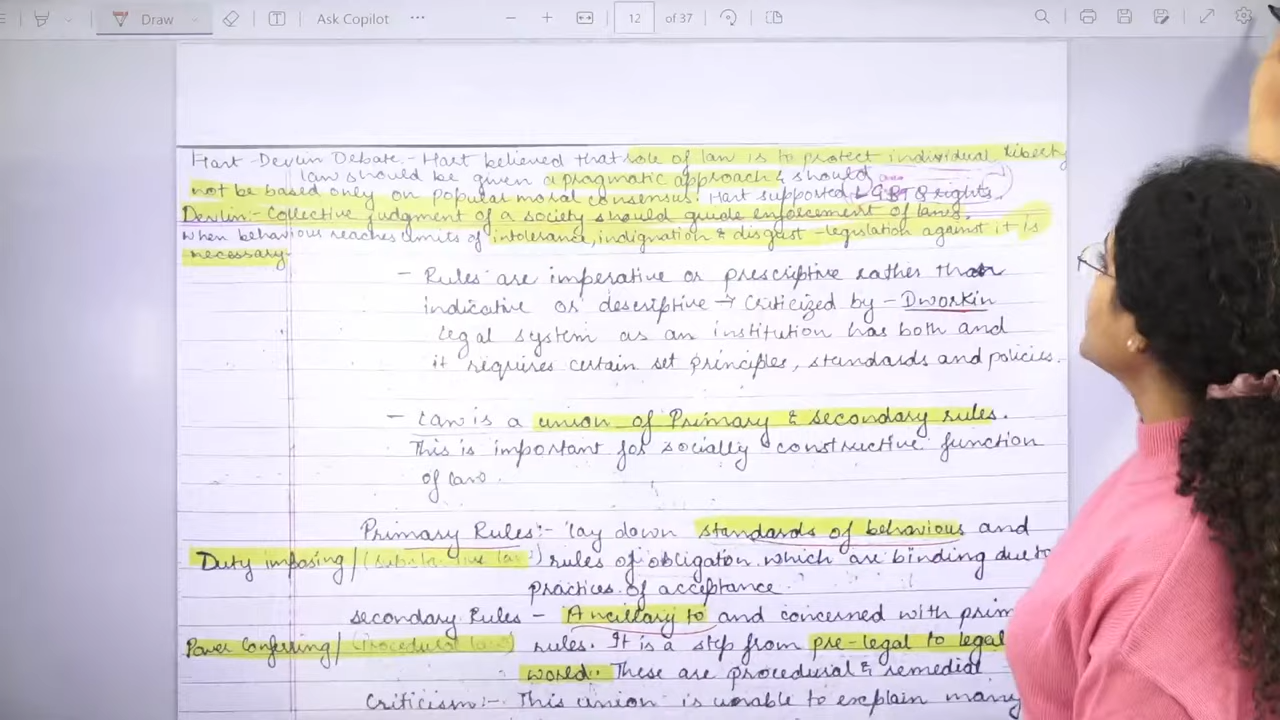 Draw
Ask Copilot
12 of 37
Hart-Devlin Debate - Hart believed that role of law is to protect individual liberty
law should be given a pragmatic approach & should
not be based only on popular moral consensus. Hart supported LGBTQ rights.
Devlin:- Collective judgment of a society should guide enforcement of laws.
When behaviour reaches limits of intolerance, indignation & disgust - legislation against it is
necessary.
- Rules are imperative or prescriptive rather than
indicative or descriptive → Criticized by - Dworkin
Legal system as an institution has both and
it requires certain set principles, standards and policies.
- Law is a union of Primary & secondary rules.
This is important for socially constructive function
of law.
Primary Rules:- lay down standards of behaviour and
Duty imposing/(substantive law) rules of obligation which are binding due to
practices of acceptance
secondary Rules - Ancillary to and concerned with prim
Power Conferring/(Procedural law) rules. It is a step from pre-legal to legal
world. These are procedural & remedial
Criticism:- This union is unable to explain many